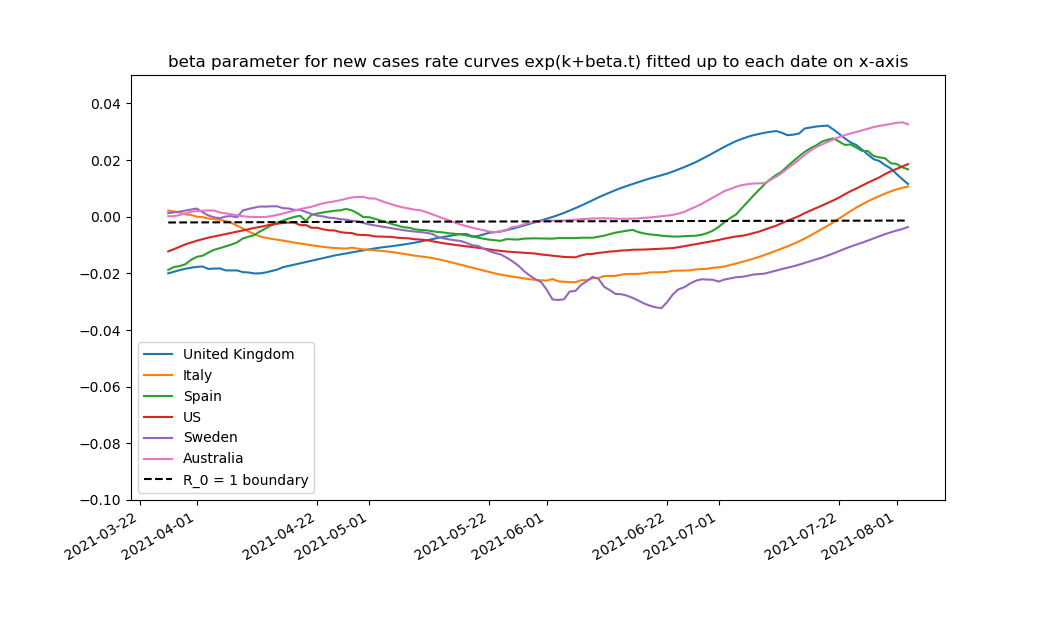 beta parameter for new cases rate curves exp(k+beta.t) fitted up to each date on x-axis
0.04
0.02
0.00
−0.02
−0.04
−0.06
−0.08
−0.10
United Kingdom
Italy
Spain
US
Sweden
Australia
R_0 = 1 boundary
2021-03-22
2021-04-01
2021-04-22
2021-05-01
2021-05-22
2021-06-01
2021-06-22
2021-07-01
2021-07-22
2021-08-01